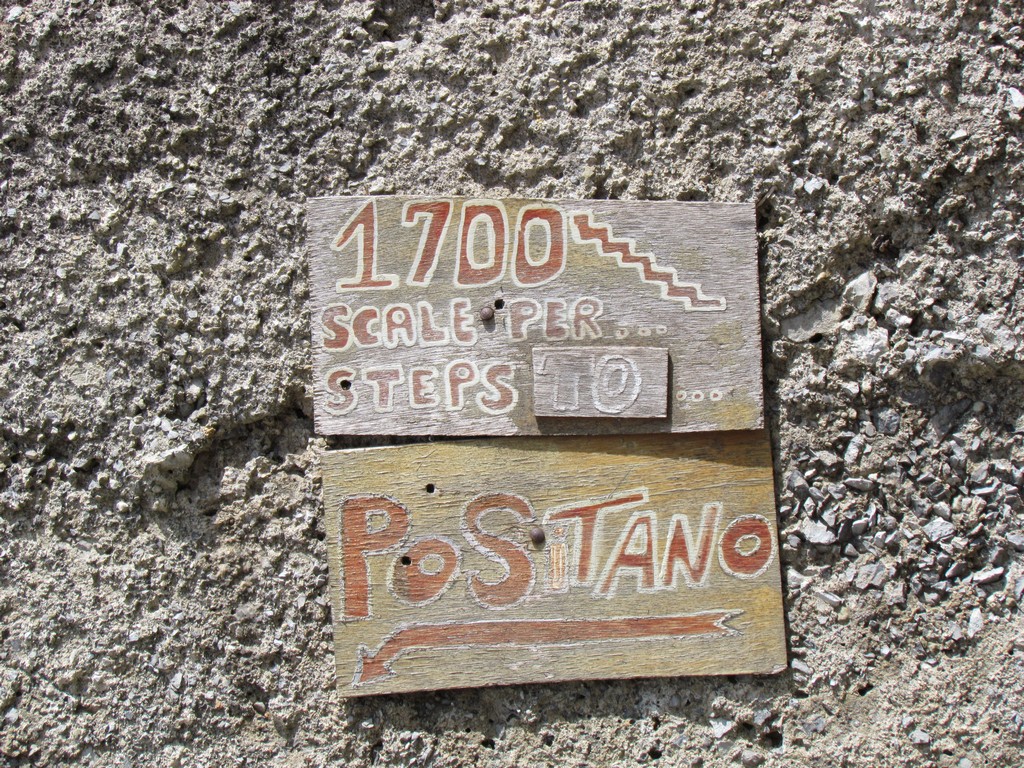 1700
SCALE PER....
STEPS TO ...
PoSiTANO